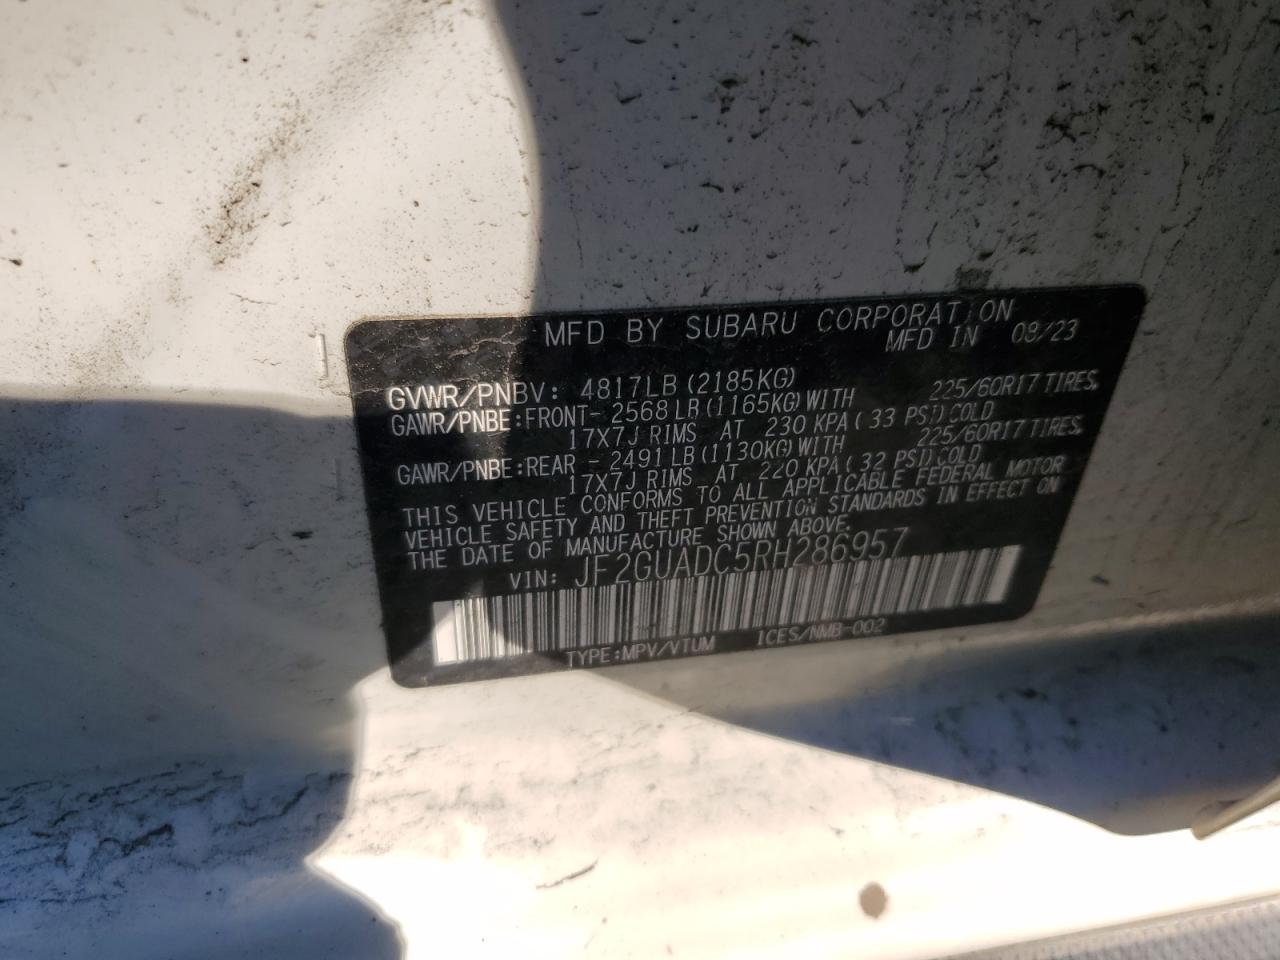 MFD BY SUBARU CORPORATION
MFD IN 08/23
GVWR/PNBV: 4817LB (2185KG)
GAWR/PNBE: FRONT- 2568 LB (1165KG) WITH 225/60R17 TIRES,
17X7J RIMS AT 230 KPA ( 33 PSI) COLD
GAWR/PNBE: REAR - 2491 LB (1130KG) WITH 225/60R17 TIRES,
17X7J RIMS AT 220 KPA ( 32 PSI) COLD
THIS VEHICLE CONFORMS TO ALL APPLICABLE FEDERAL MOTOR
VEHICLE SAFETY AND THEFT PREVENTION STANDARDS IN EFFECT ON
THE DATE OF MANUFACTURE SHOWN ABOVE.
VIN: JF2GUADC5RH286957
TYPE: MPV/VTUM ICES/NMB-002